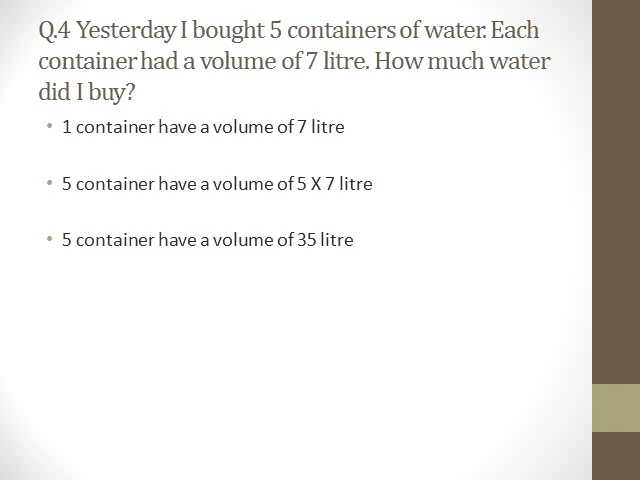 Q.4 Yesterday I bought 5 containers of water. Each
container had a volume of 7 litre. How much water
did I buy?
• 1 container have a volume of 7 litre
• 5 container have a volume of 5 X 7 litre
• 5 container have a volume of 35 litre